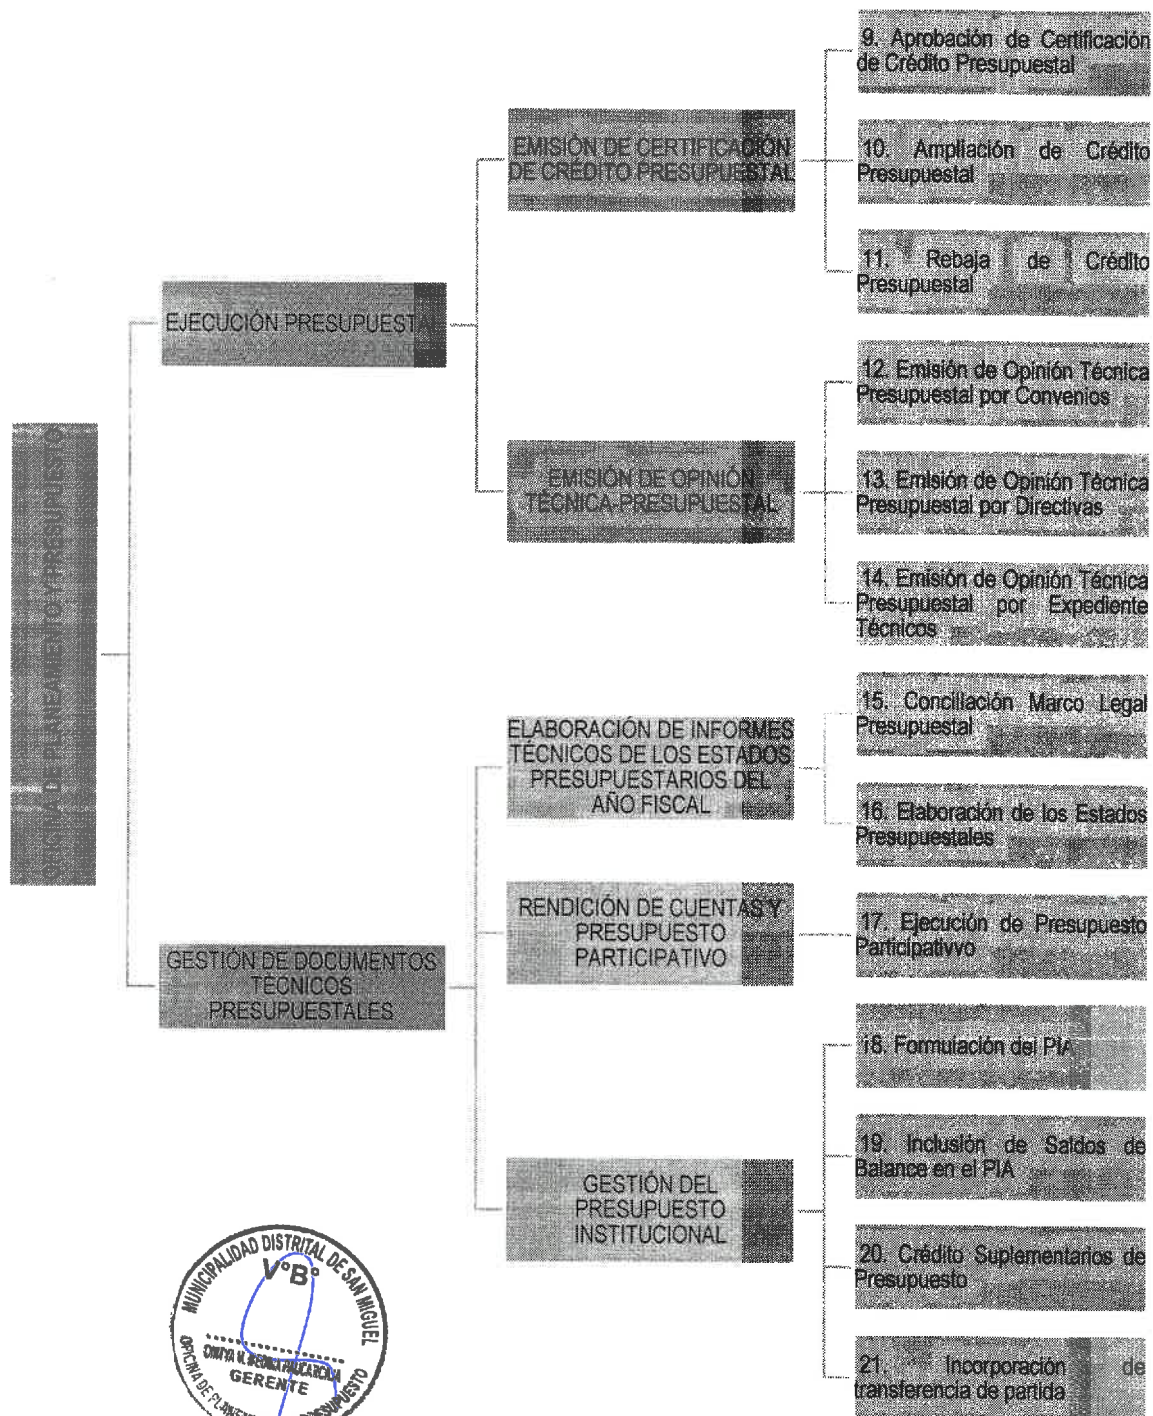 OFICINA DE PLANEAMIENTO Y PRESUPUESTO
EJECUCIÓN PRESUPUESTAL
EMISIÓN DE CERTIFICACIÓN
DE CRÉDITO PRESUPUESTAL
9. Aprobación de Certificación
de Crédito Presupuestal
10. Ampliación de Crédito
Presupuestal
11. Rebaja de Crédito
Presupuestal
EMISIÓN DE OPINIÓN
TÉCNICA-PRESUPUESTAL
12. Emisión de Opinión Técnica
Presupuestal por Convenios
13. Emisión de Opinión Técnica
Presupuestal por Directivas
14. Emisión de Opinión Técnica
Presupuestal por Expediente
Técnicos
GESTIÓN DE DOCUMENTOS
TÉCNICOS
PRESUPUESTALES
ELABORACIÓN DE INFORMES
TÉCNICOS DE LOS ESTADOS
PRESUPUESTARIOS DEL
AÑO FISCAL
15. Conciliación Marco Legal
Presupuestal
16. Elaboración de los Estados
Presupuestales
RENDICIÓN DE CUENTAS Y
PRESUPUESTO
PARTICIPATIVO
17. Ejecución de Presupuesto
Participativvo
GESTIÓN DEL
PRESUPUESTO
INSTITUCIONAL
18. Formulación del PIA
19. Inclusión de Saldos de
Balance en el PIA
20. Crédito Suplementarios de
Presupuesto
21. Incorporación de
transferencia de partida
MUNICIPALIDAD DISTRITAL DE SAN MIGUEL
V°B°
GERENTE
OFICINA DE